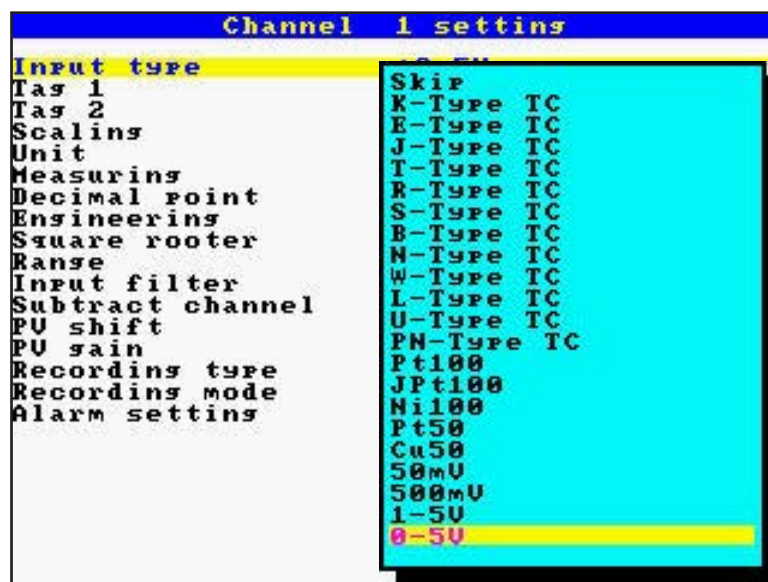 Channel 1 setting
Input type
Tag 1
Tag 2
Scaling
Unit
Measuring
Decimal point
Engineering
Square rooter
Range
Input filter
Subtract channel
PV shift
PV gain
Recording type
Recording mode
Alarm setting
Skip
K-Type TC
E-Type TC
J-Type TC
T-Type TC
R-Type TC
S-Type TC
B-Type TC
N-Type TC
W-Type TC
L-Type TC
U-Type TC
PN-Type TC
Pt100
JPt100
Ni100
Pt50
Cu50
50mV
500mV
1-5V
0-5V